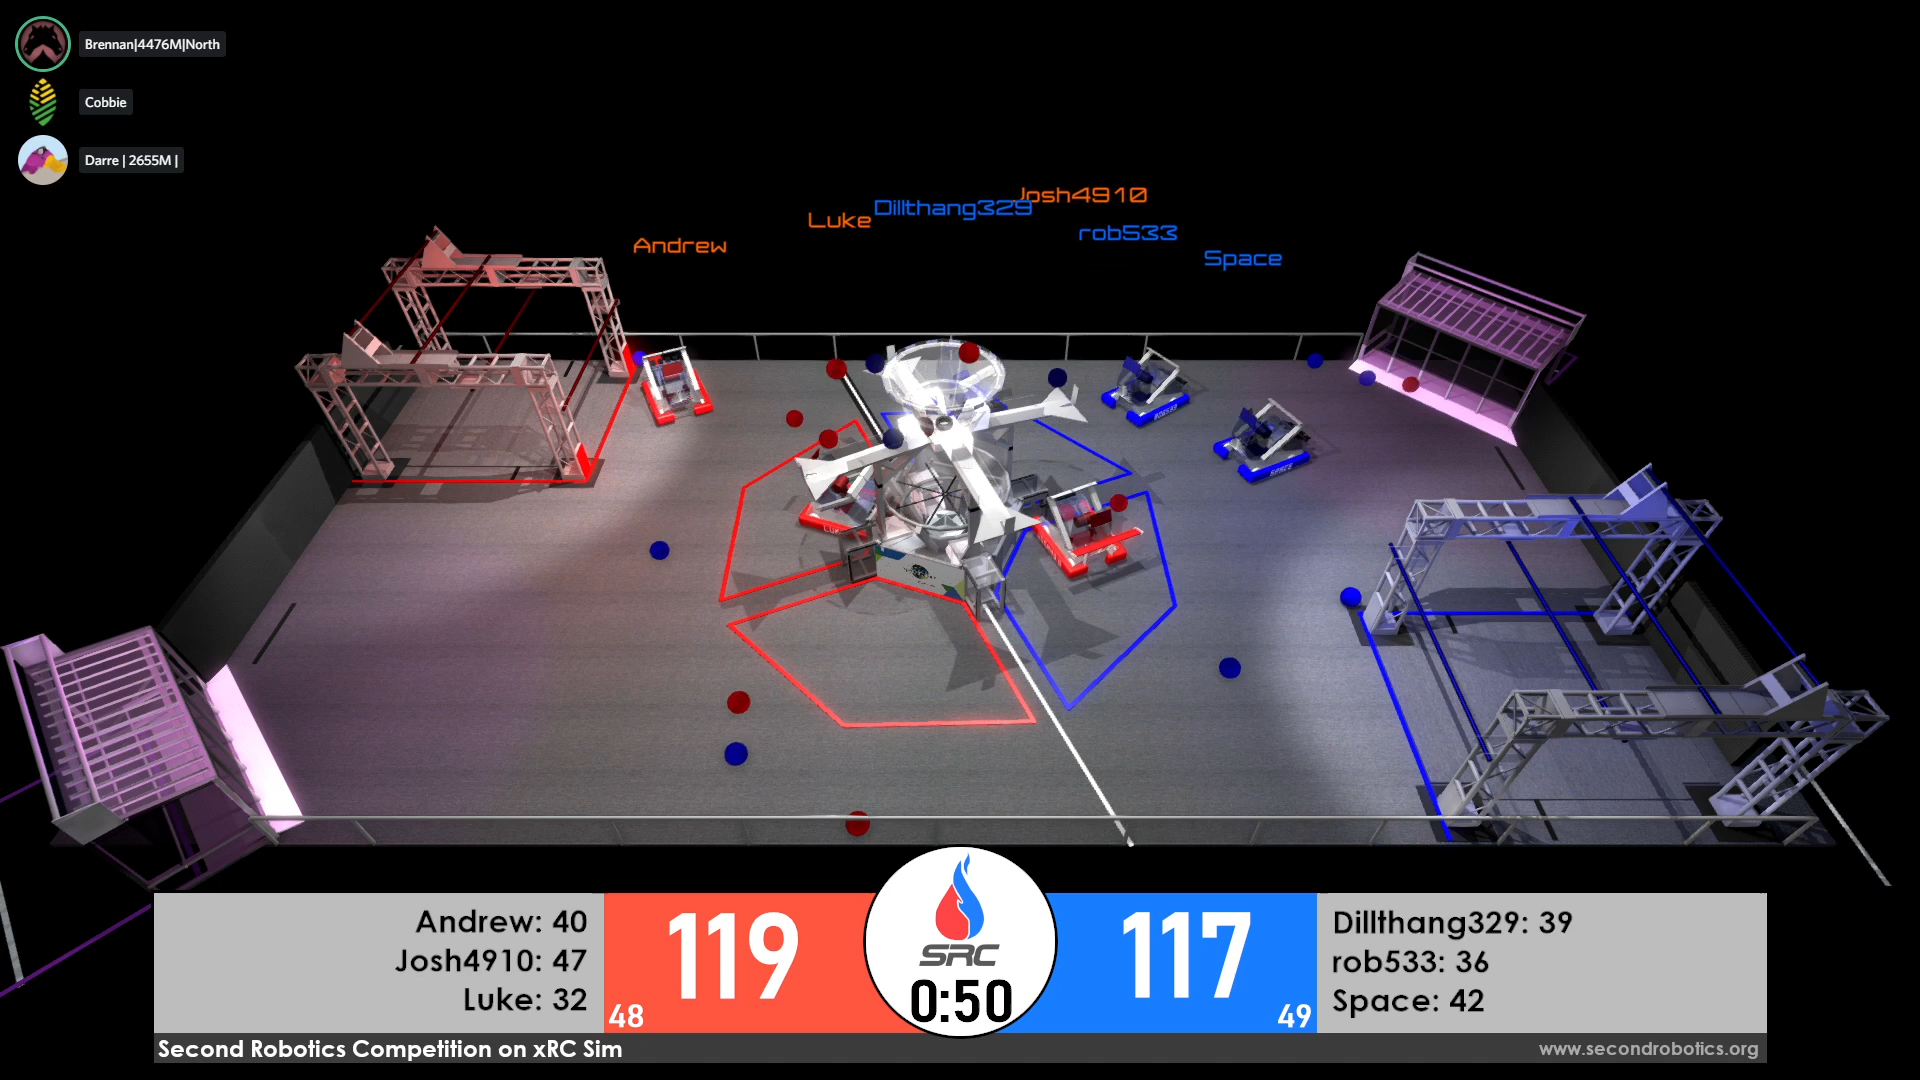 Brennan|4476M|North
Cobbie
Darre | 2655M |
Josh4910
Dillthang329
Luke
rob533
Andrew
Space
SPACE
Andrew: 40
Josh4910: 47
Luke: 32
119
48
SRC
0:50
117
49
Dillthang329: 39
rob533: 36
Space: 42
Second Robotics Competition on xRC Sim
www.secondrobotics.org